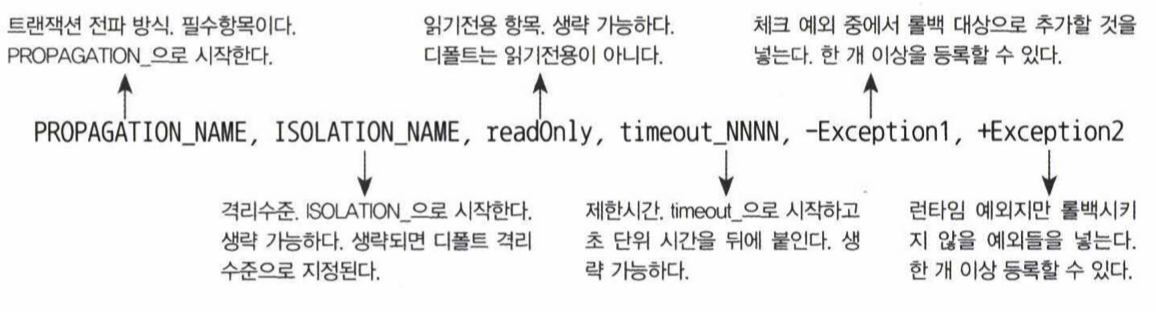 트랜잭션 전파 방식. 필수항목이다.
PROPAGATION_으로 시작한다.
읽기전용 항목. 생략 가능하다.
디폴트는 읽기전용이 아니다.
체크 예외 중에서 롤백 대상으로 추가할 것을
넣는다. 한 개 이상을 등록할 수 있다.
PROPAGATION_NAME, ISOLATION_NAME, readOnly, timeout_NNNN, -Exception1, +Exception2
격리수준. ISOLATION_으로 시작한다.
생략 가능하다. 생략되면 디폴트 격리
수준으로 지정된다.
제한시간. timeout_으로 시작하고
초 단위 시간을 뒤에 붙인다. 생
략 가능하다.
런타임 예외지만 롤백시키
지 않을 예외들을 넣는다.
한 개 이상 등록할 수 있다.